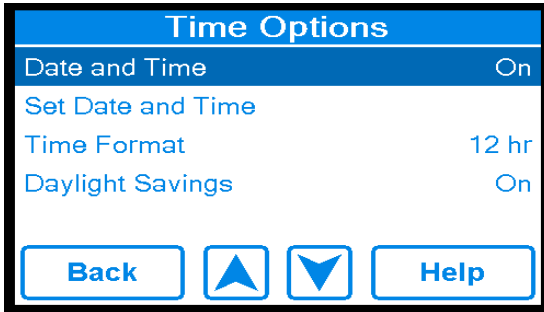 Time Options
Date and Time On
Set Date and Time
Time Format 12 hr
Daylight Savings On
Back Help